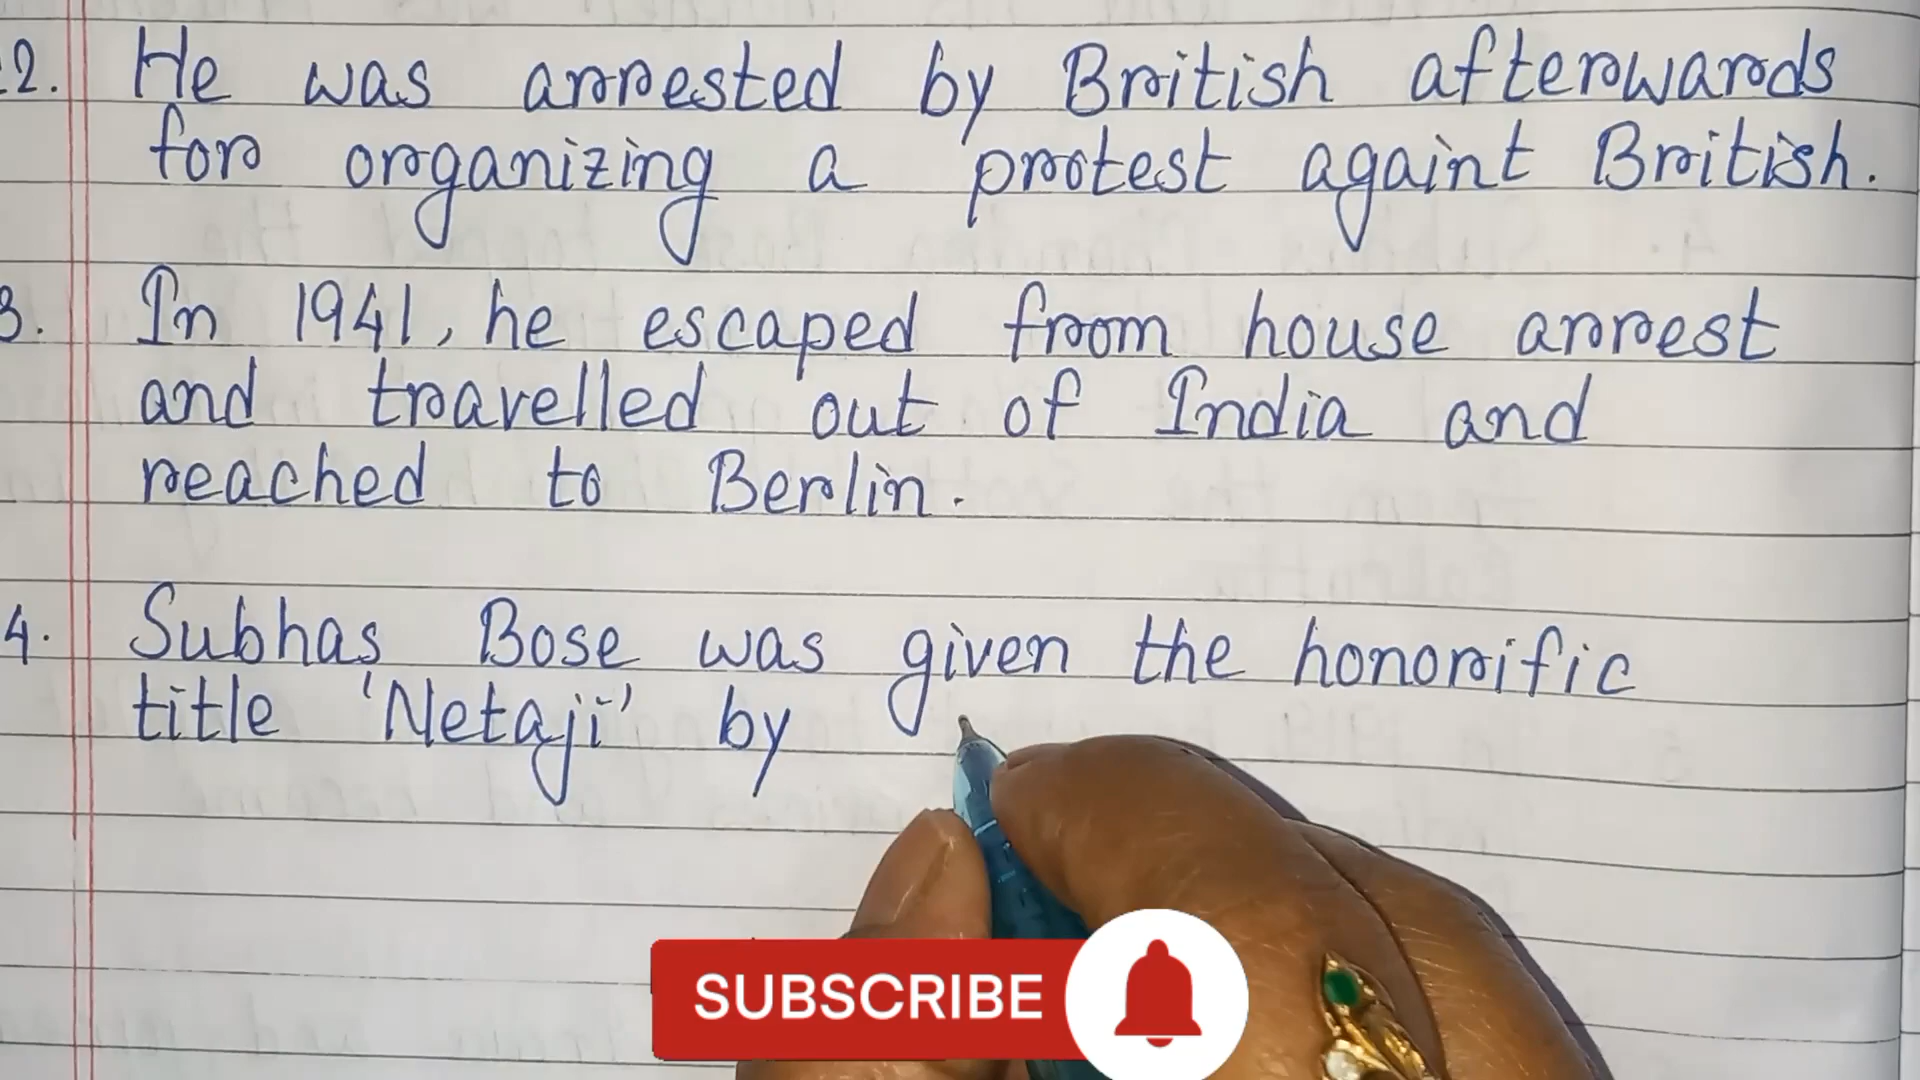 12. He was arrested by British afterwards
for organizing a protest againt British.
3. In 1941, he escaped from house arrest
and travelled out of India and
reached to Berlin.
4. Subhas Bose was given the honorific
title 'Netaji' by
SUBSCRIBE